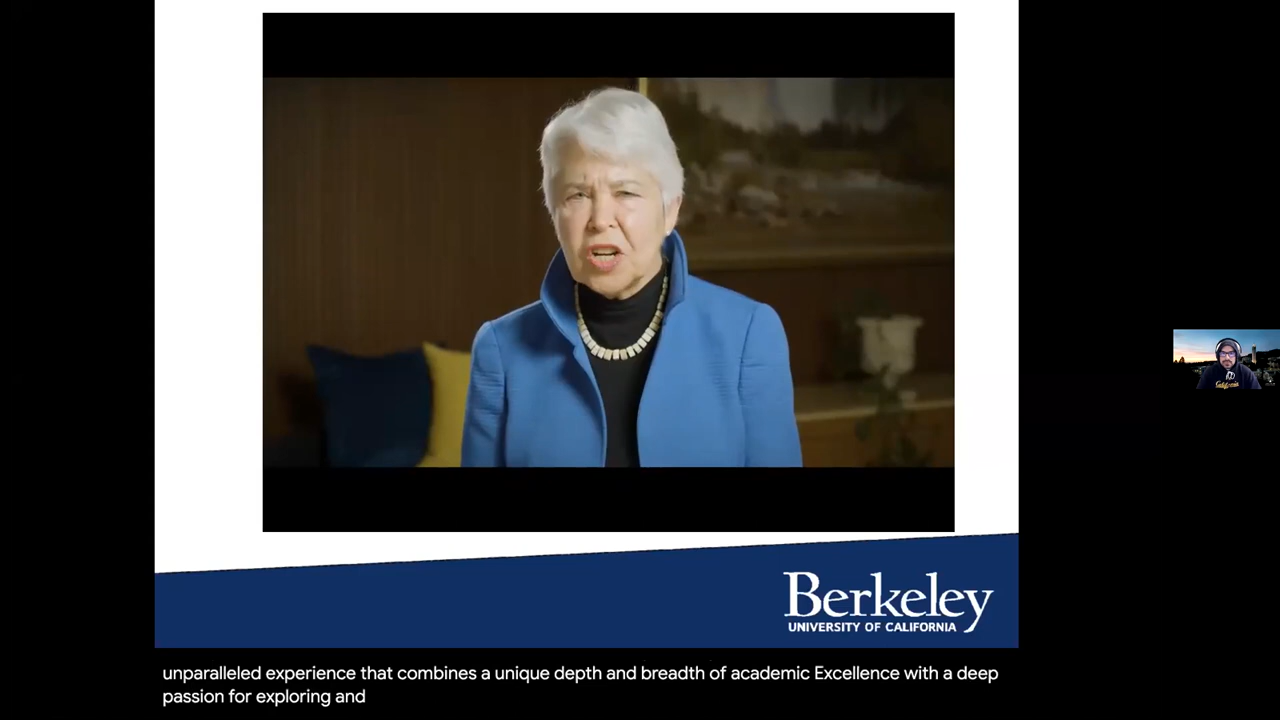 Berkeley
UNIVERSITY OF CALIFORNIA
California
unparalleled experience that combines a unique depth and breadth of academic Excellence with a deep
passion for exploring and